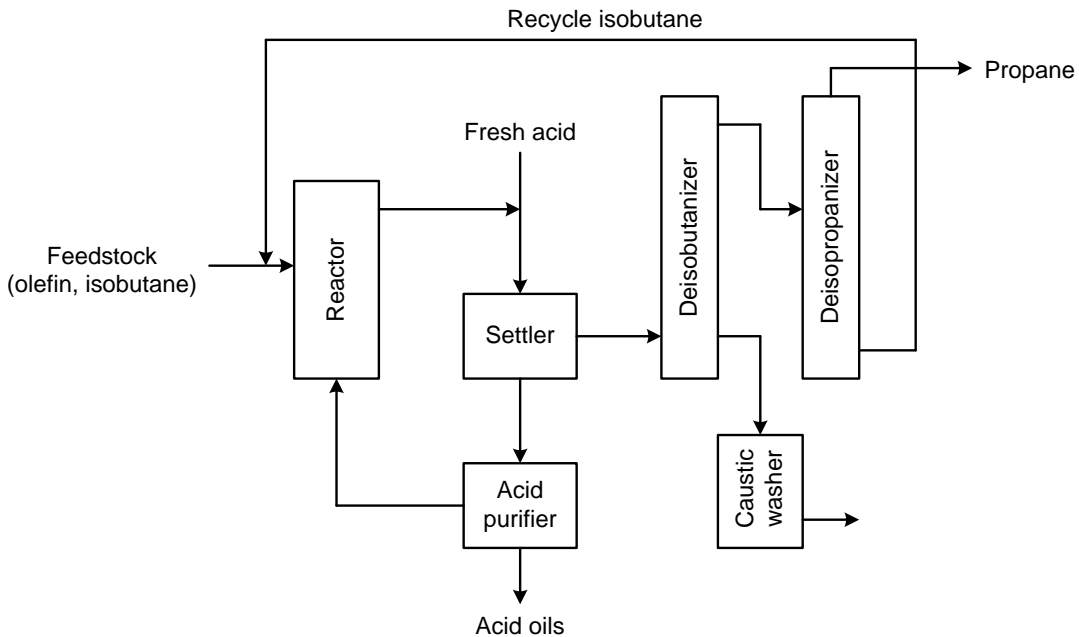 Recycle isobutane
Propane
Fresh acid
Feedstock
(olefin, isobutane)
Reactor
Settler
Deisobutanizer
Deisopropanizer
Acid
purifier
Caustic
washer
Acid oils